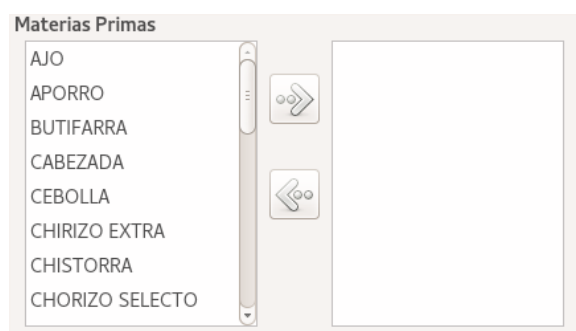 Materias Primas
AJO
APORRO
BUTIFARRA
CABEZADA
CEBOLLA
CHIRIZO EXTRA
CHISTORRA
CHORIZO SELECTO